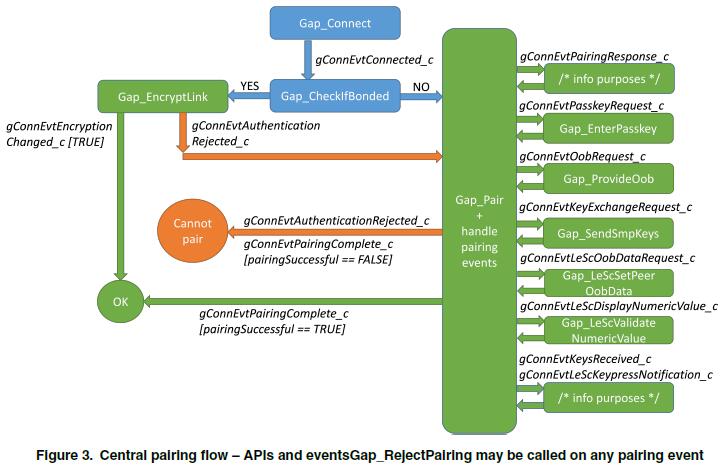 Gap_Connect
gConnEvtConnected_c
Gap_CheckIfBonded
YES
NO
Gap_EncryptLink
gConnEvtEncryption
Changed_c [TRUE]
gConnEvtAuthentication
Rejected_c
Cannot
pair
gConnEvtAuthenticationRejected_c
gConnEvtPairingComplete_c
[pairingSuccessful == FALSE]
OK
gConnEvtPairingComplete_c
[pairingSuccessful == TRUE]
Gap_Pair
+
handle
pairing
events
gConnEvtPairingResponse_c
/* info purposes */
gConnEvtPasskeyRequest_c
Gap_EnterPasskey
gConnEvtOobRequest_c
Gap_ProvideOob
gConnEvtKeyExchangeRequest_c
Gap_SendSmpKeys
gConnEvtLeScOobDataRequest_c
Gap_LeScSetPeer
OobData
gConnEvtLeScDisplayNumericValue_c
Gap_LeScValidate
NumericValue
gConnEvtKeysReceived_c
gConnEvtLeScKeypressNotification_c
/* info purposes */
Figure 3. Central pairing flow – APIs and eventsGap_RejectPairing may be called on any pairing event